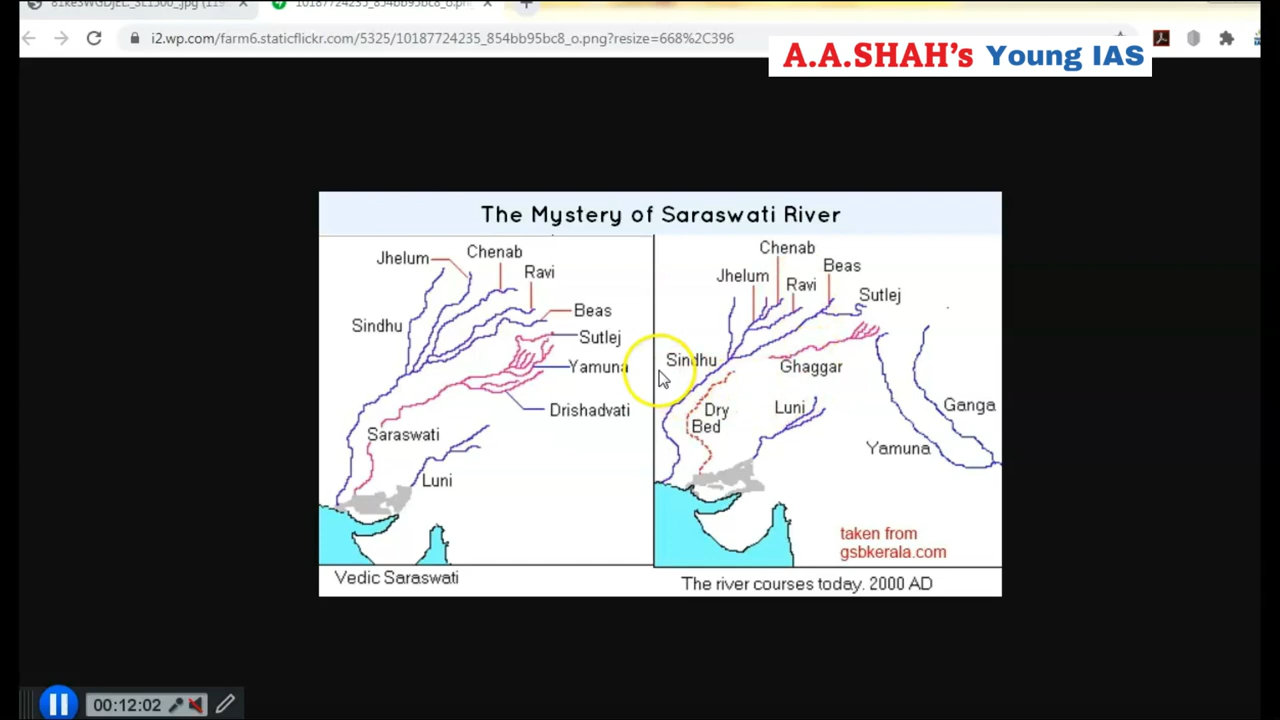 i2.wp.com/farm6.staticflickr.com/5325/10187724235_854bb95bc8_o.png?resize=668%2C396
A.A.SHAH's Young IAS
The Mystery of Saraswati River
Jhelum
Chenab
Ravi
Beas
Sindhu
Sutlej
Yamuna
Drishadvati
Saraswati
Luni
Vedic Saraswati
Chenab
Beas
Jhelum
Ravi
Sutlej
Sindhu
Ghaggar
Dry
Bed
Luni
Ganga
Yamuna
taken from
gsbkerala.com
The river courses today. 2000 AD
00:12:02